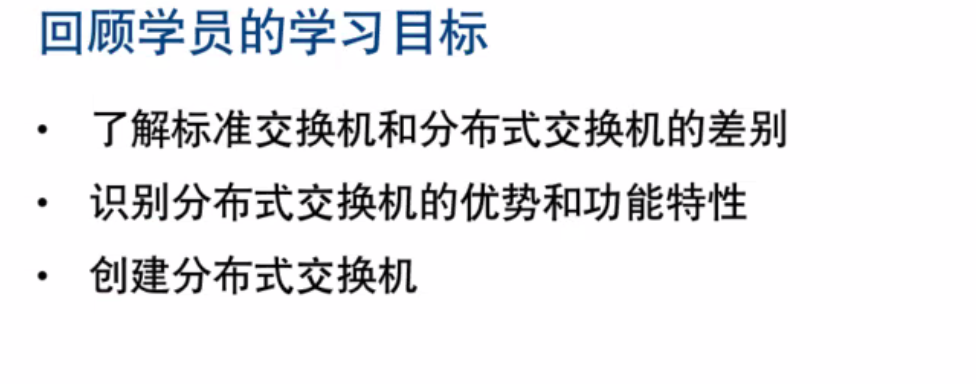 回顾学员的学习目标
• 了解标准交换机和分布式交换机的差别
• 识别分布式交换机的优势和功能特性
• 创建分布式交换机